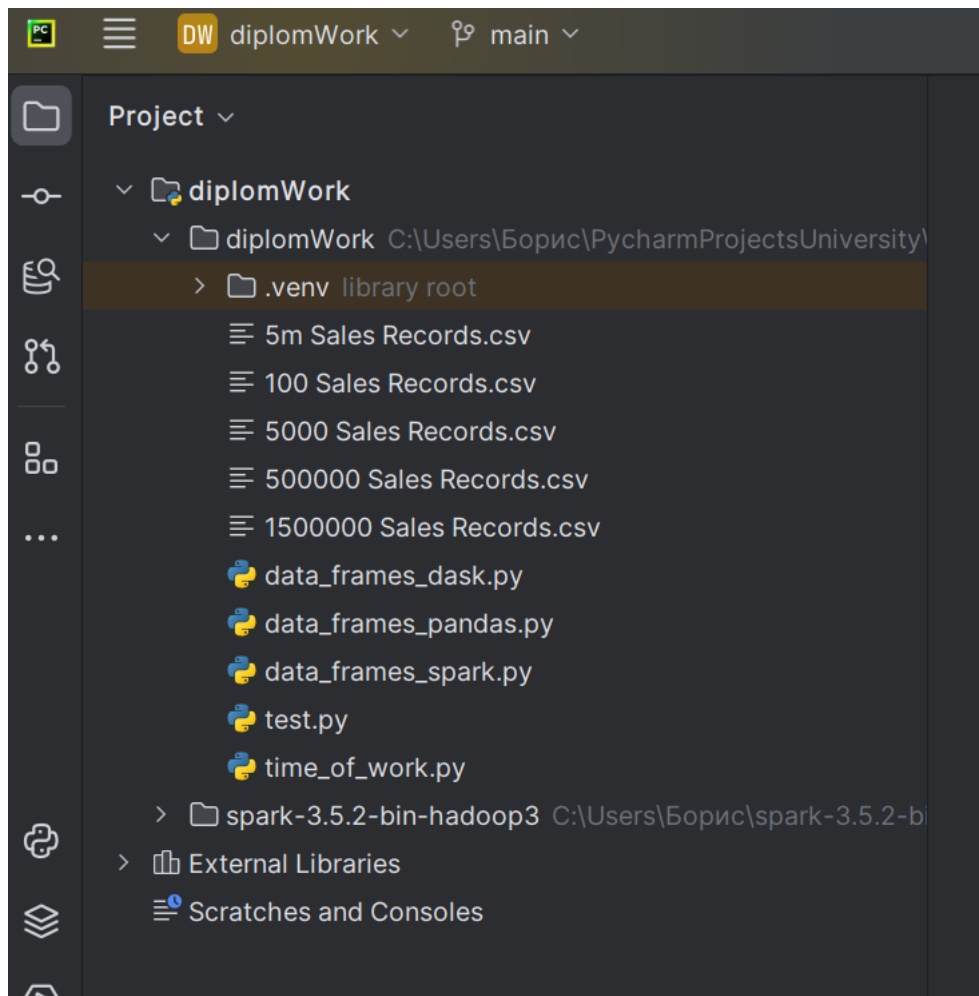 PC DW diplomWork main
Project
diplomWork
diplomWork C:\Users\Борис\PycharmProjectsUniversity\
.venv library root
5m Sales Records.csv
100 Sales Records.csv
5000 Sales Records.csv
500000 Sales Records.csv
1500000 Sales Records.csv
data_frames_dask.py
data_frames_pandas.py
data_frames_spark.py
test.py
time_of_work.py
spark-3.5.2-bin-hadoop3 C:\Users\Борис\spark-3.5.2-bi
External Libraries
Scratches and Consoles